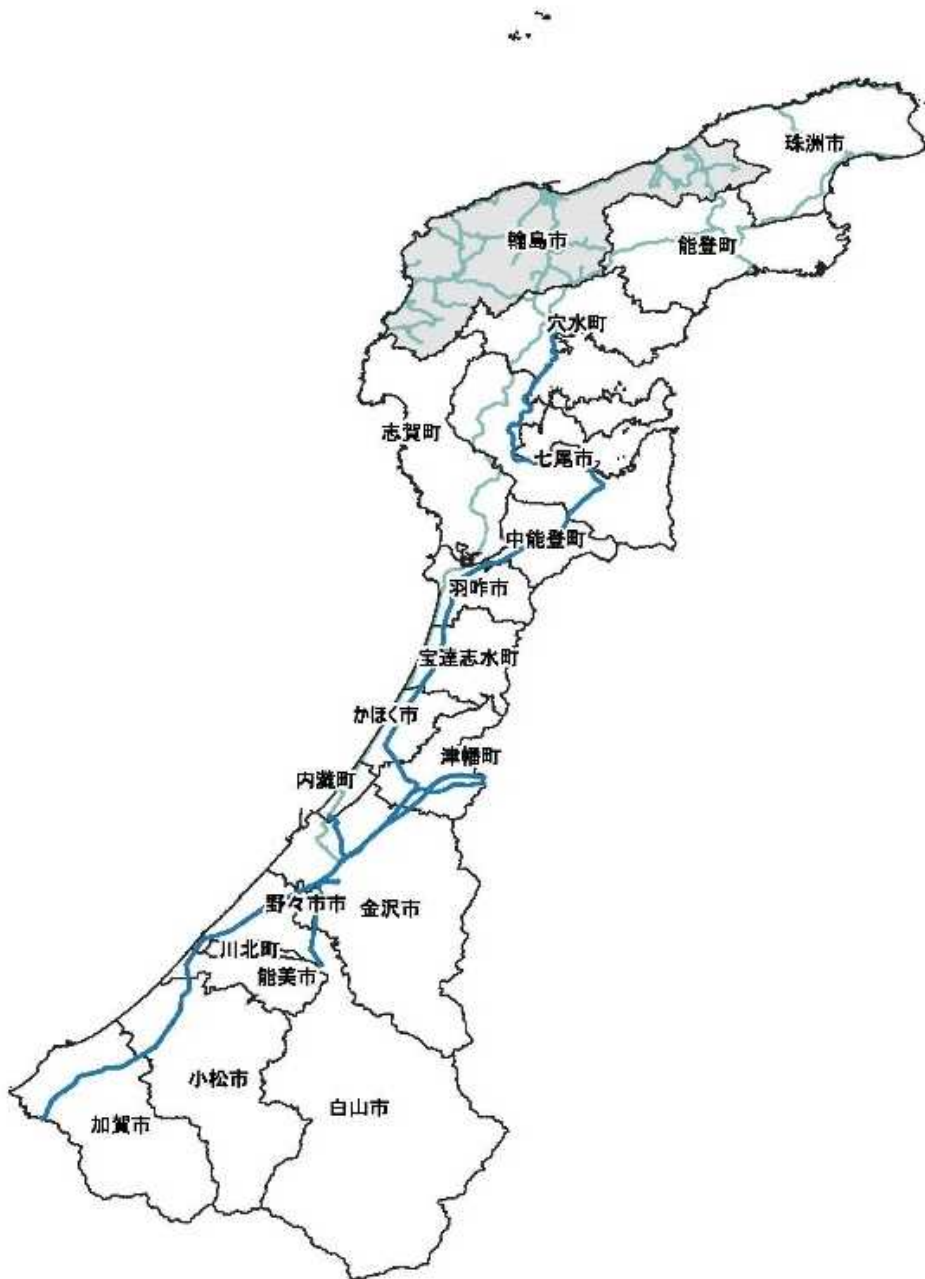 珠洲市
輪島市
能登町
穴水町
志賀町
七尾市
中能登町
羽咋市
宝達志水町
かほく市
津幡町
内灘町
野々市市
金沢市
川北町
能美市
小松市
白山市
加賀市